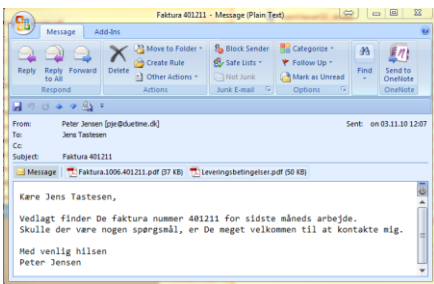 Faktura 401211 - Message (Plain Text)
Message Add-Ins
Reply Reply to All Forward
Respond
Delete Move to Folder
Create Rule
Other Actions
Actions
Block Sender
Safe Lists
Not Junk
Junk E-mail
Categorize
Follow Up
Mark as Unread
Options
Find
Send to OneNote
OneNote
From: Peter Jensen [pje@duetime.dk] Sent: on 03.11.10 12:07
To: Jens Tastesen
Cc:
Subject: Faktura 401211
Message Faktura.1006.401211.pdf (37 KB) Leveringsbetingelser.pdf (50 KB)
Kære Jens Tastesen,
Vedlagt finder De faktura nummer 401211 for sidste måneds arbejde.
Skulle der være nogen spørgsmål, er De meget velkommen til at kontakte mig.
Med venlig hilsen
Peter Jensen